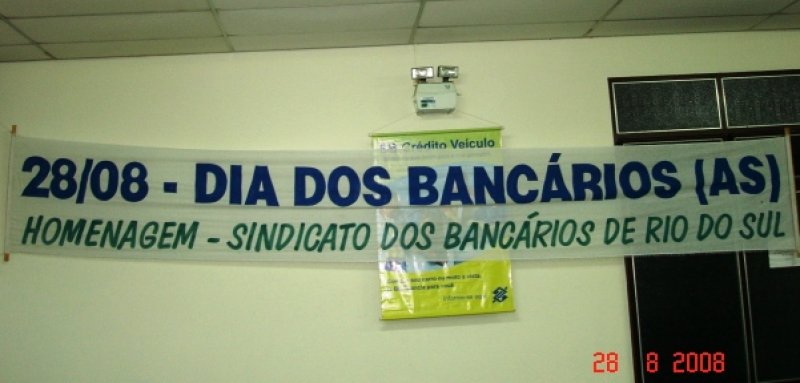 BB Crédito Veículo
28/08 - DIA DOS BANCÁRIOS (AS)
HOMENAGEM - SINDICATO DOS BANCÁRIOS DE RIO DO SUL
28 8 2008